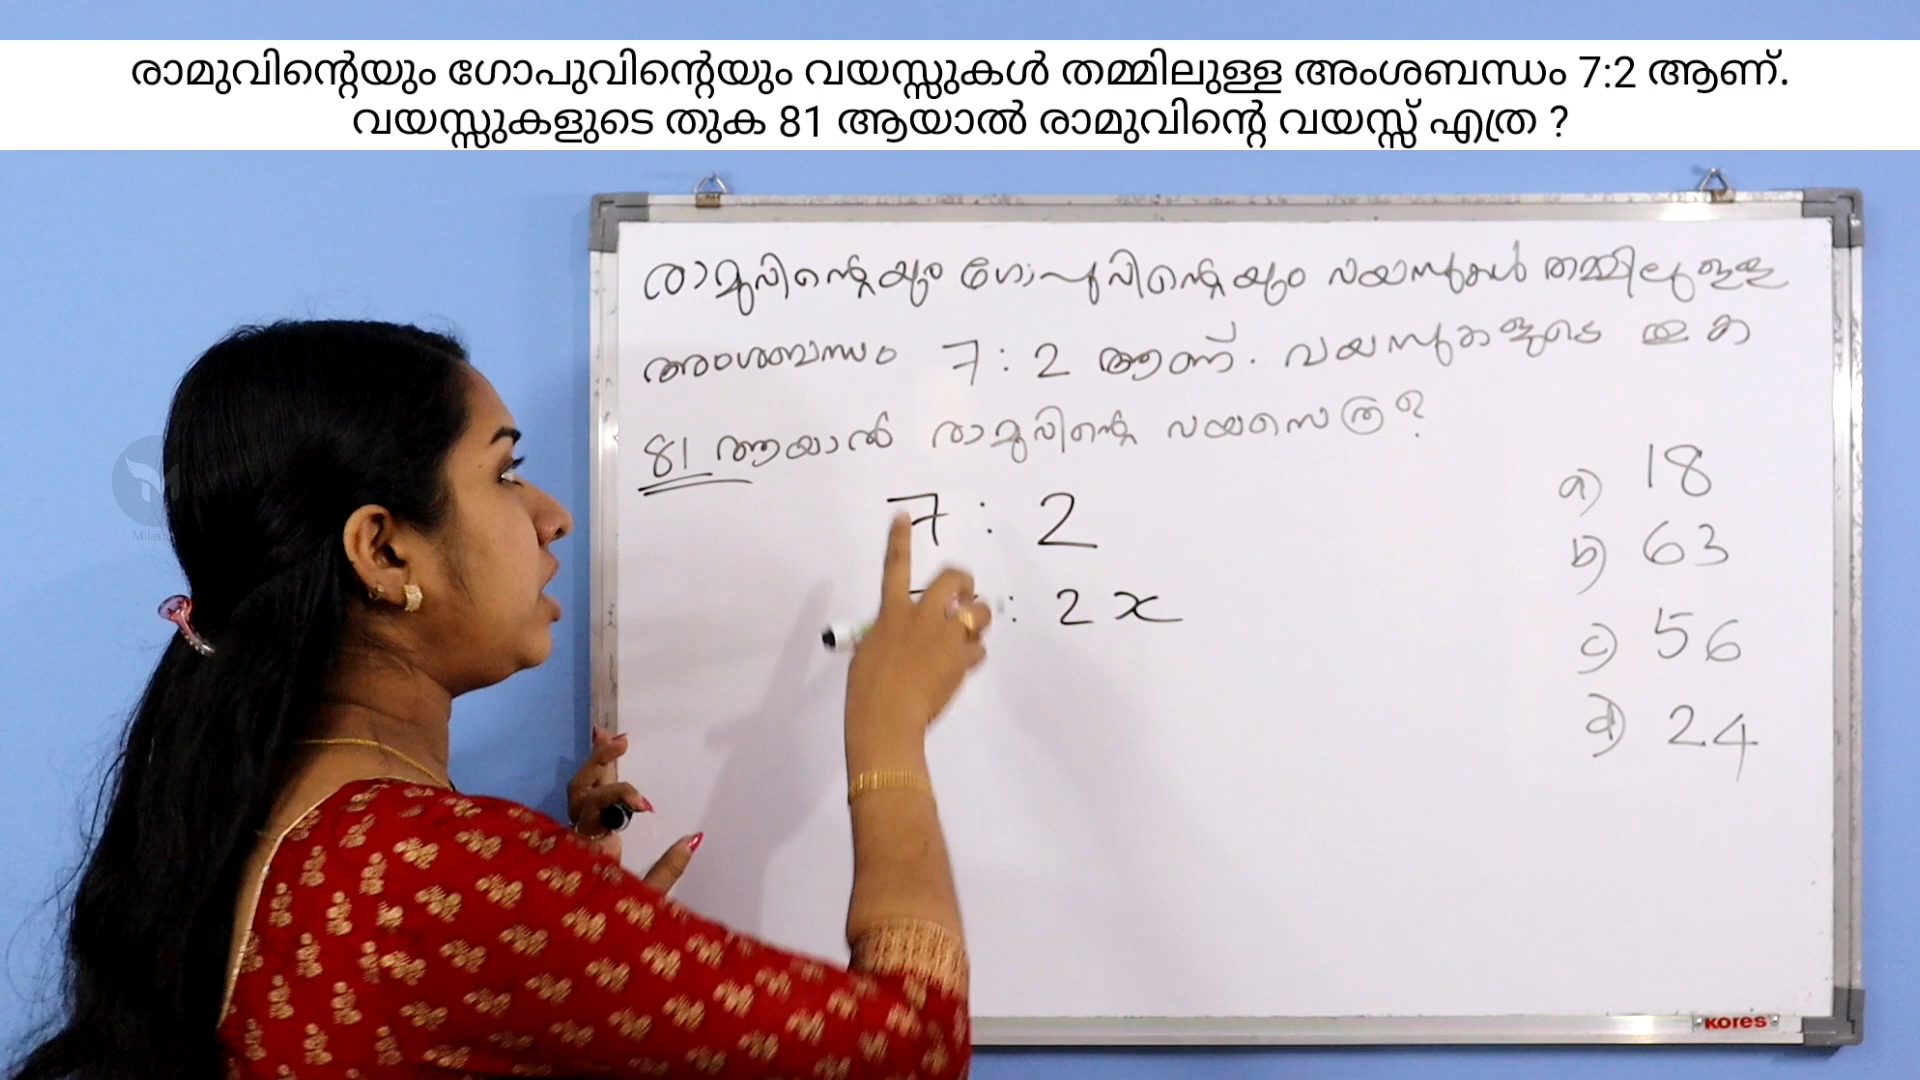 രാമുവിന്റെയും ഗോപുവിന്റെയും വയസ്സുകൾ തമ്മിലുള്ള അംശബന്ധം 7:2 ആണ്.
വയസ്സുകളുടെ തുക 81 ആയാൽ രാമുവിന്റെ വയസ്സ് എത്ര ?
രാമുവിന്റെയും ഗോപുവിന്റെയും വയസുകൾ തമ്മിലുള്ള
അംശബന്ധം 7 : 2 ആണ്. വയസുകളുടെ തുക
81 ആയാൽ രാമുവിന്റെ വയസെത്ര ?
7 : 2
: 2x
a) 18
b) 63
c) 56
d) 24
KORES